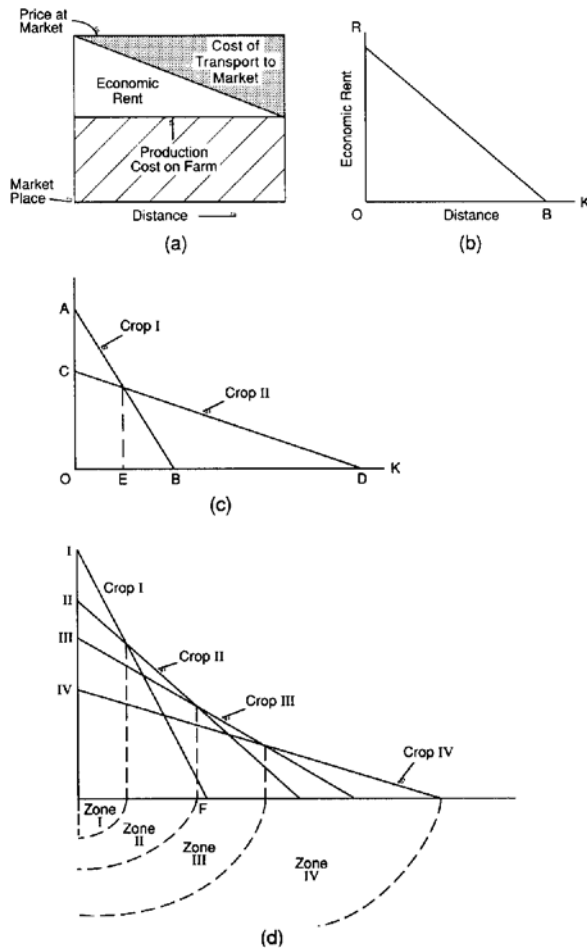 Price at
Market
Cost of
Transport to
Market
Economic
Rent
Production
Cost on Farm
Market
Place
Distance
(a)
R
Economic Rent
O
Distance
B
K
(b)
A
Crop I
C
Crop II
O
E
B
D
K
(c)
I
Crop I
II
Crop II
III
Crop III
IV
Crop IV
F
Zone
I
Zone
II
Zone
III
Zone
IV
(d)